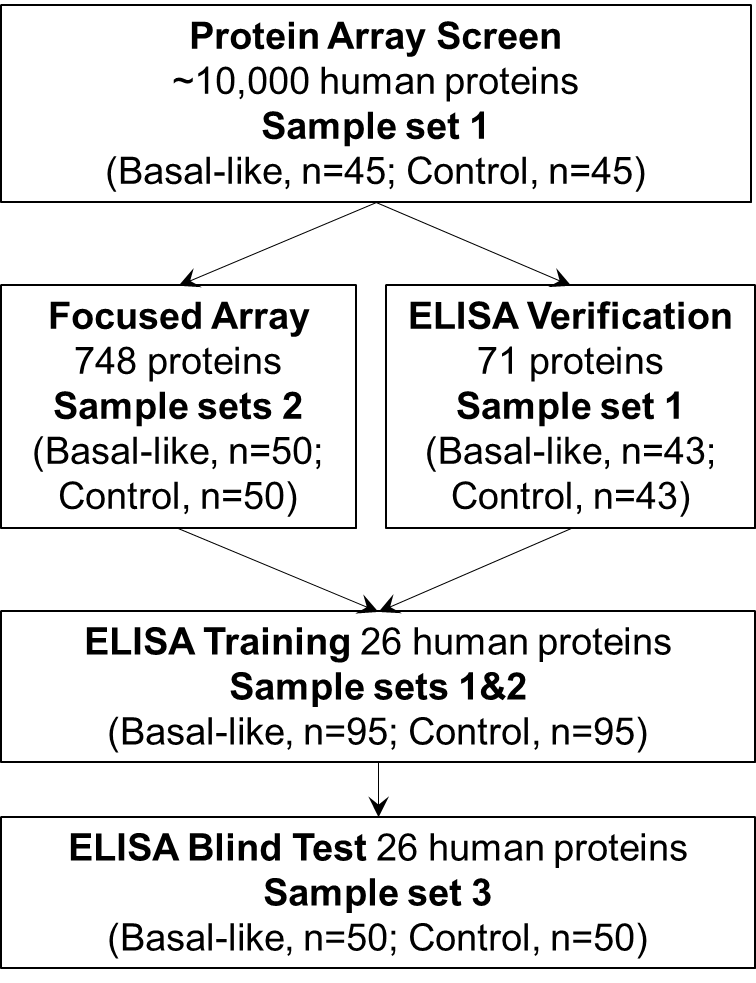 Protein Array Screen
~10,000 human proteins
Sample set 1
(Basal-like, n=45; Control, n=45)
Focused Array
748 proteins
Sample sets 2
(Basal-like, n=50;
Control, n=50)
ELISA Verification
71 proteins
Sample set 1
(Basal-like, n=43;
Control, n=43)
ELISA Training 26 human proteins
Sample sets 1&2
(Basal-like, n=95; Control, n=95)
ELISA Blind Test 26 human proteins
Sample set 3
(Basal-like, n=50; Control, n=50)